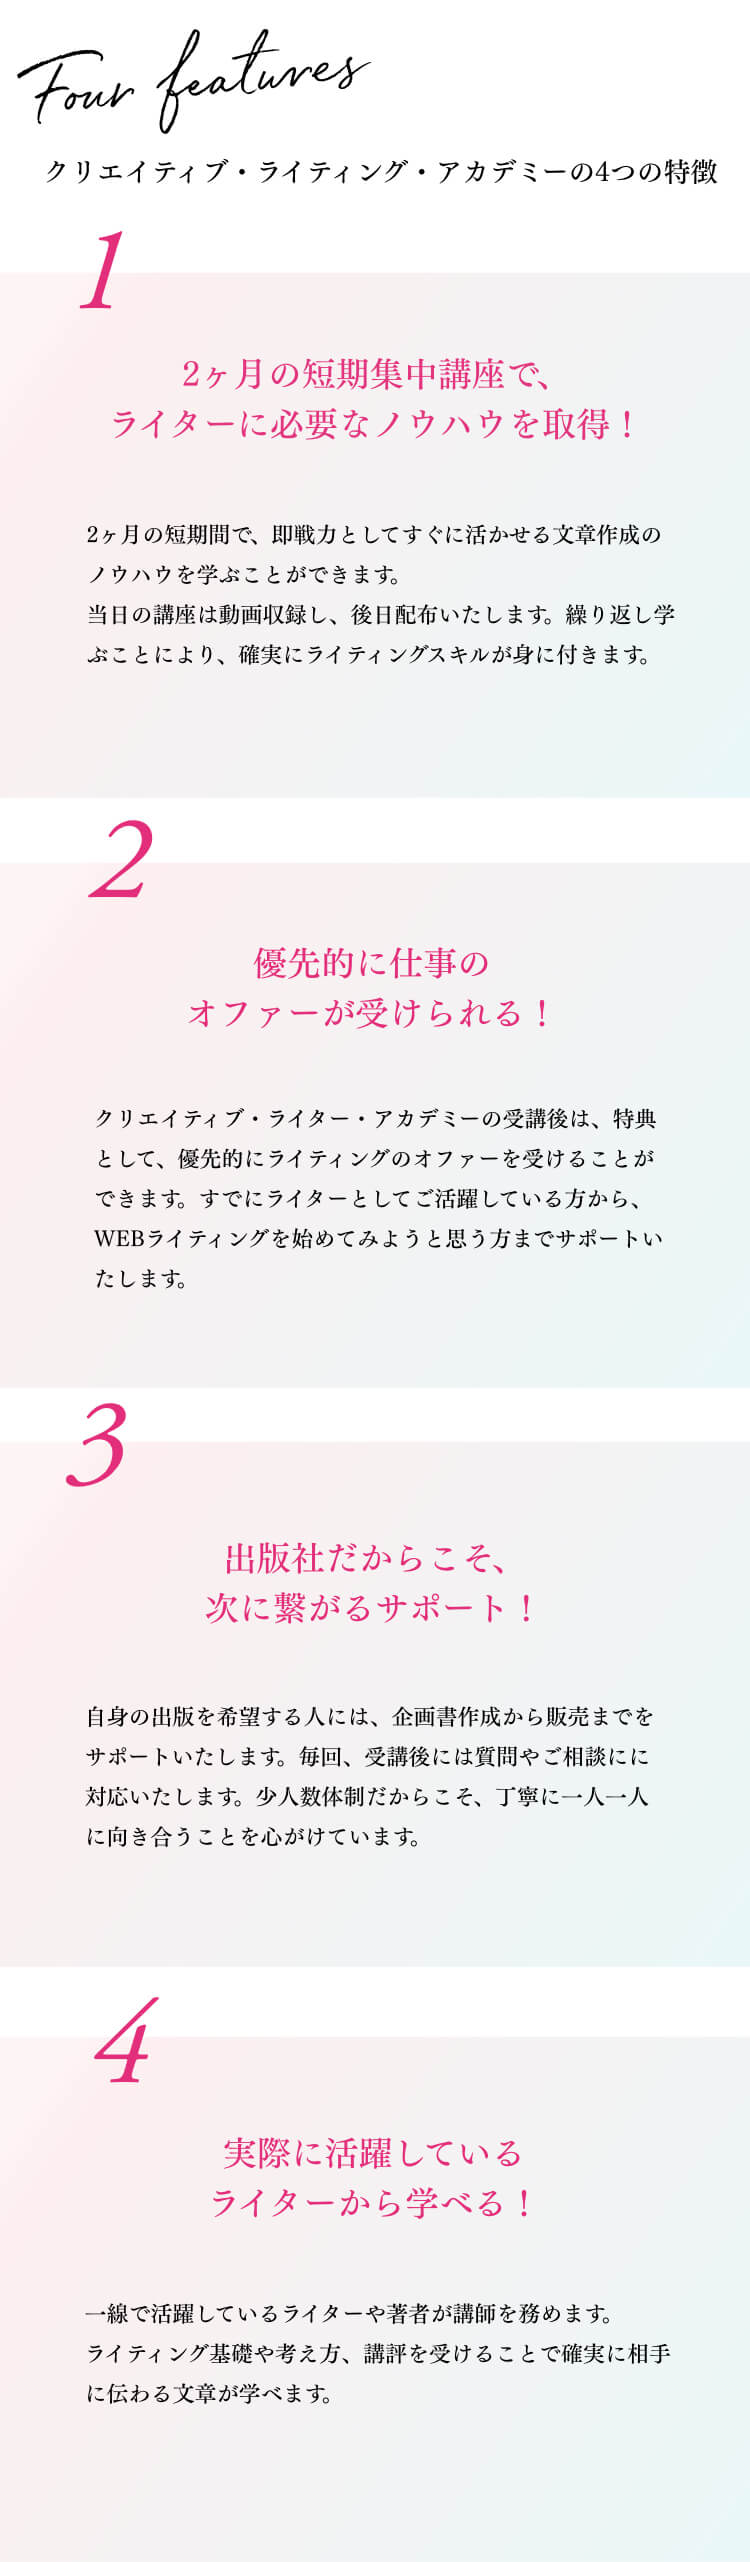 Four features
クリエイティブ・ライティング・アカデミーの4つの特徴
1
2ヶ月の短期集中講座で、
ライターに必要なノウハウを取得！
2ヶ月の短期間で、即戦力としてすぐに活かせる文章作成の
ノウハウを学ぶことができます。
当日の講座は動画収録し、後日配布いたします。繰り返し学
ぶことにより、確実にライティングスキルが身に付きます。
2
優先的に仕事の
オファーが受けられる！
クリエイティブ・ライター・アカデミーの受講後は、特典
として、優先的にライティングのオファーを受けることが
できます。すでにライターとしてご活躍している方から、
WEBライティングを始めてみようと思う方までサポートい
たします。
3
出版社だからこそ、
次に繋がるサポート！
自身の出版を希望する人には、企画書作成から販売までを
サポートいたします。毎回、受講後には質問やご相談にに
対応いたします。少人数体制だからこそ、丁寧に一人一人
に向き合うことを心がけています。
4
実際に活躍している
ライターから学べる！
一線で活躍しているライターや著者が講師を務めます。
ライティング基礎や考え方、講評を受けることで確実に相手
に伝わる文章が学べます。